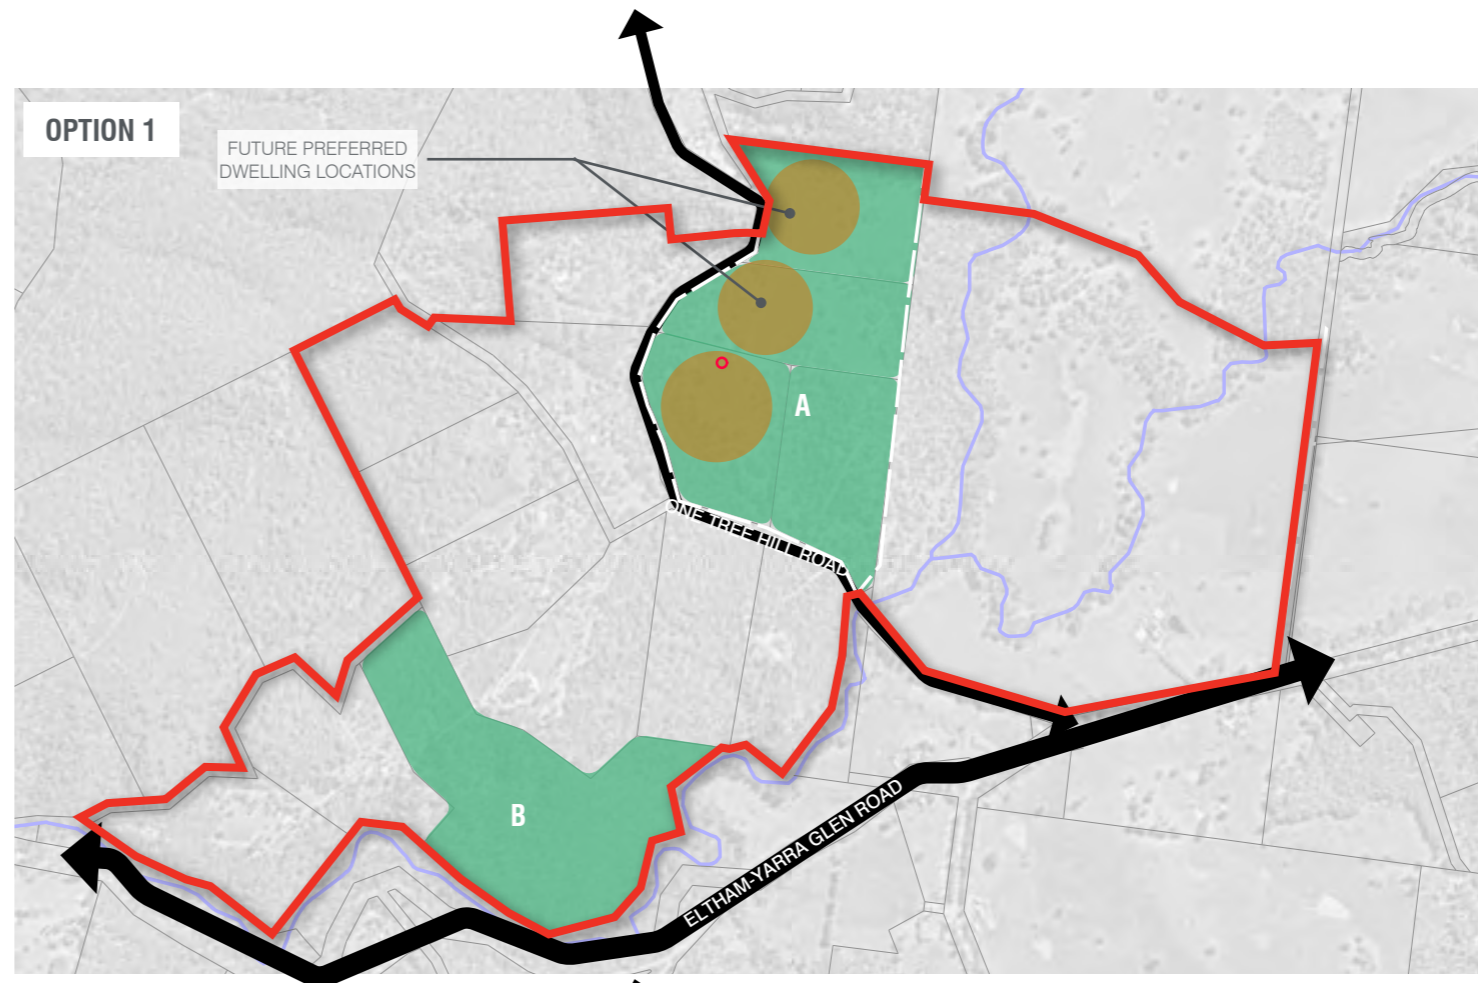 OPTION 1
FUTURE PREFERRED
DWELLING LOCATIONS
A
ONE TREE HILL ROAD
B
ELTHAM-YARRA GLEN ROAD